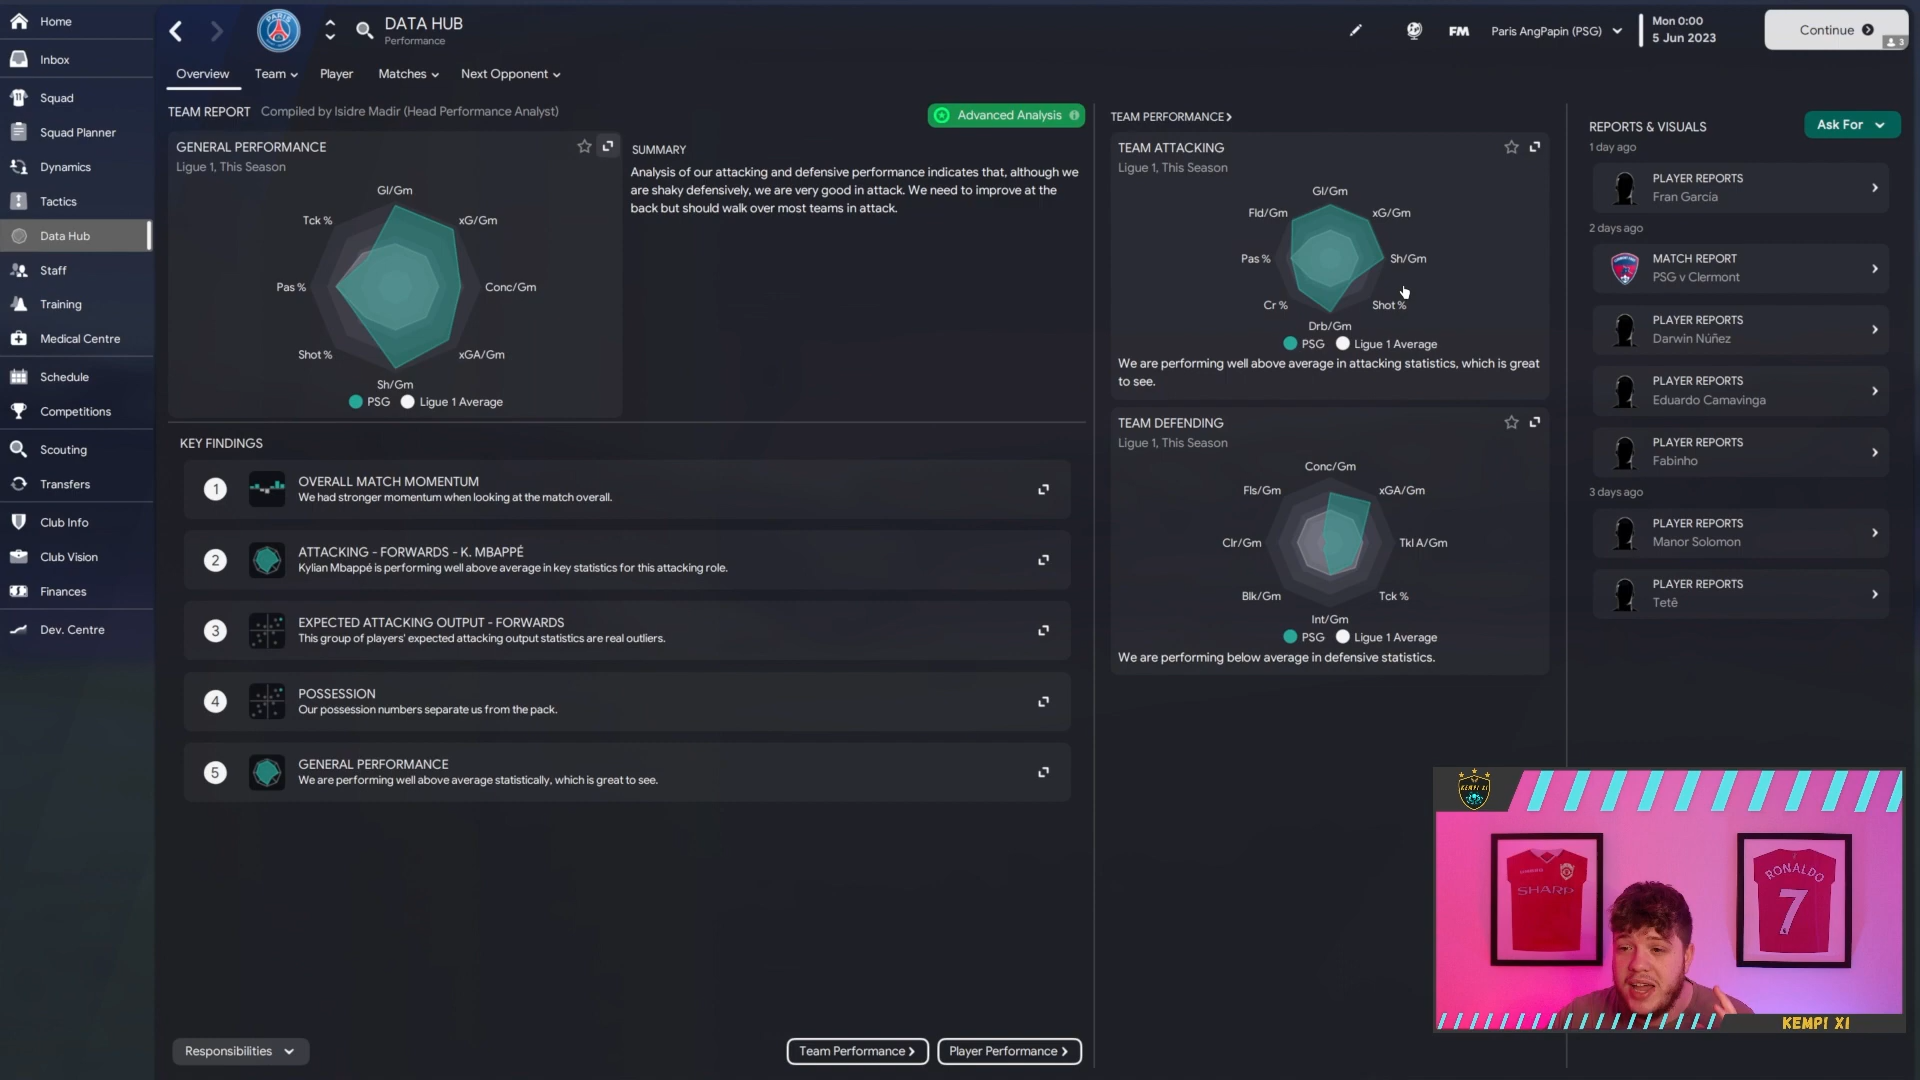 Home
Inbox
Squad
Squad Planner
Dynamics
Tactics
Data Hub
Staff
Training
Medical Centre
Schedule
Competitions
Scouting
Transfers
Club Info
Club Vision
Finances
Dev. Centre
PARIS
DATA HUB
Performance
FM
Paris AngPapin (PSG)
Mon 0:00
5 Jun 2023
Continue
3
Overview
Team
Player
Matches
Next Opponent
TEAM REPORT
Compiled by Isidre Madir (Head Performance Analyst)
Advanced Analysis
GENERAL PERFORMANCE
Ligue 1, This Season
Gl/Gm
Tck %
xG/Gm
Pas %
Conc/Gm
Shot %
xGA/Gm
Sh/Gm
PSG
Ligue 1 Average
SUMMARY
Analysis of our attacking and defensive performance indicates that, although we
are shaky defensively, we are very good in attack. We need to improve at the
back but should walk over most teams in attack.
KEY FINDINGS
1
OVERALL MATCH MOMENTUM
We had stronger momentum when looking at the match overall.
2
ATTACKING - FORWARDS - K. MBAPPÉ
Kylian Mbappé is performing well above average in key statistics for this attacking role.
3
EXPECTED ATTACKING OUTPUT - FORWARDS
This group of players' expected attacking output statistics are real outliers.
4
POSSESSION
Our possession numbers separate us from the pack.
5
GENERAL PERFORMANCE
We are performing well above average statistically, which is great to see.
Responsibilities
Team Performance
Player Performance
TEAM PERFORMANCE
TEAM ATTACKING
Ligue 1, This Season
Gl/Gm
Fld/Gm
xG/Gm
Pas %
Sh/Gm
Cr %
Shot %
Drb/Gm
PSG
Ligue 1 Average
We are performing well above average in attacking statistics, which is great
to see.
TEAM DEFENDING
Ligue 1, This Season
Conc/Gm
Fls/Gm
xGA/Gm
Clr/Gm
Tkl A/Gm
Blk/Gm
Tck %
Int/Gm
PSG
Ligue 1 Average
We are performing below average in defensive statistics.
REPORTS & VISUALS
Ask For
1 day ago
PLAYER REPORTS
Fran García
2 days ago
MATCH REPORT
PSG v Clermont
PLAYER REPORTS
Darwin Núñez
PLAYER REPORTS
Eduardo Camavinga
PLAYER REPORTS
Fabinho
3 days ago
PLAYER REPORTS
Manor Solomon
PLAYER REPORTS
Tetê
KEMPI XI
SHARP
RONALDO
7
KEMPI XI